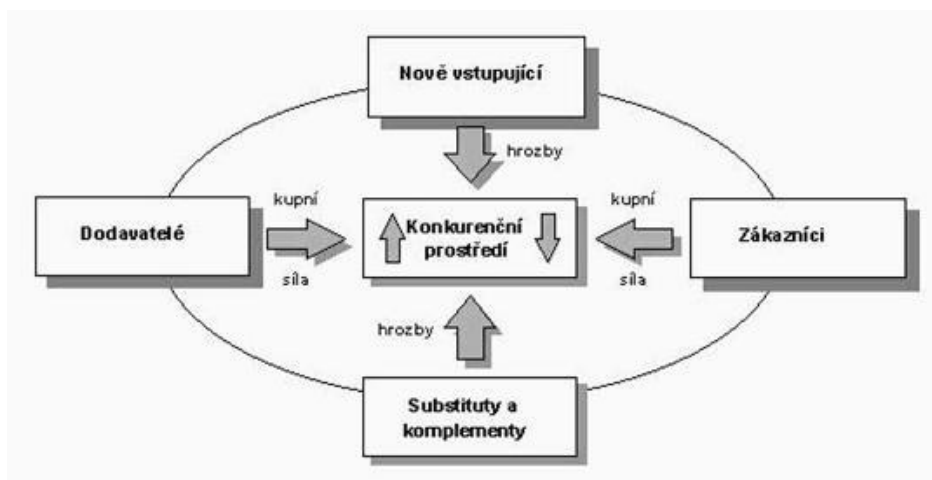 Nově vstupující
hrozby
kupní
kupní
Dodavatelé
Konkurenční
prostředí
Zákazníci
síla
síla
hrozby
Substituty a
komplementy